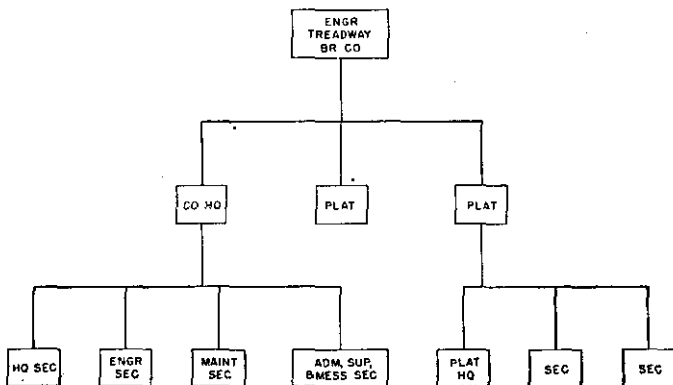 ENGR
TREADWAY
BR CO
CO HQ
PLAT
PLAT
HQ SEC
ENGR
SEC
MAINT
SEC
ADM, SUP,
&MESS SEC
PLAT
HQ
SEC
SEC